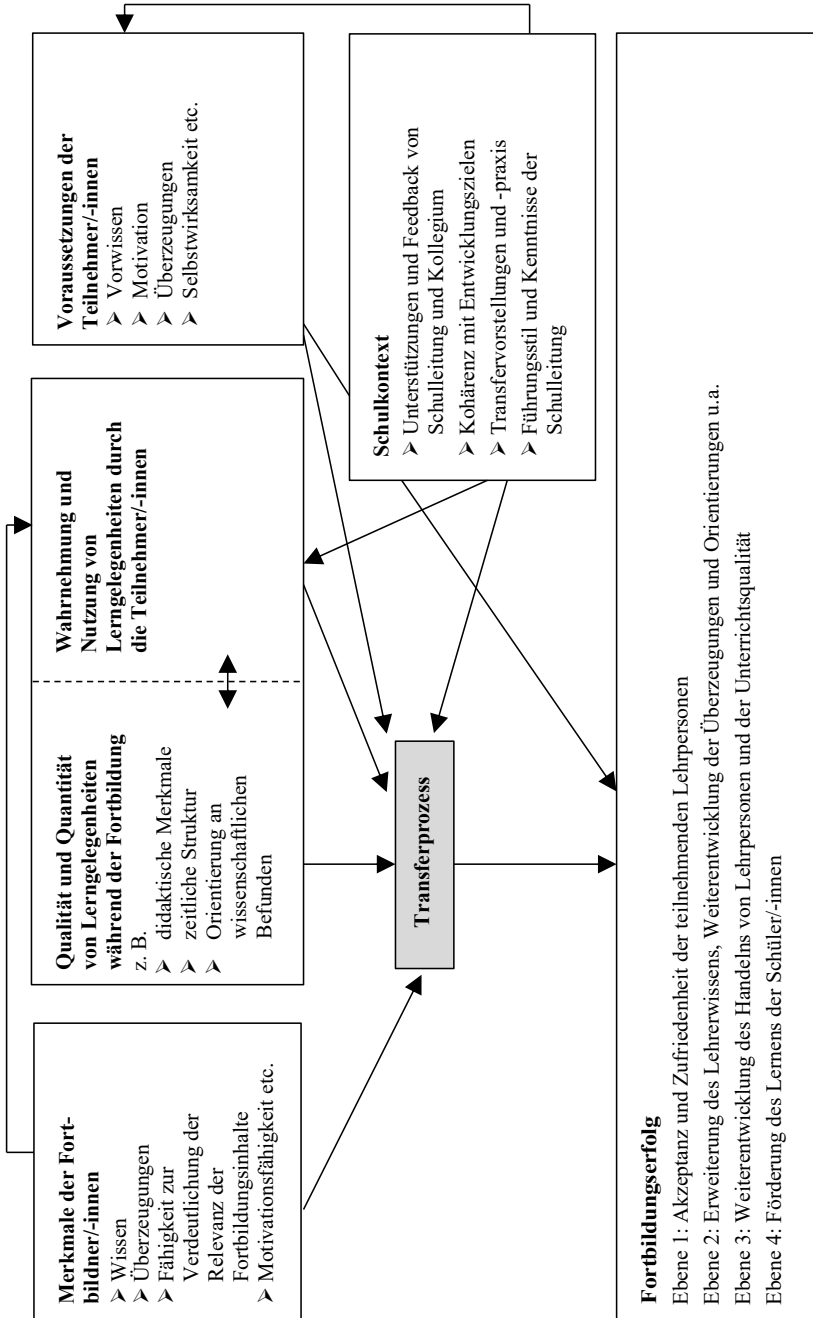 Merkmale der Fort-
bildner/-innen
➢ Wissen
➢ Überzeugungen
➢ Fähigkeit zur
Verdeutlichung der
Relevanz der
Fortbildungsinhalte
➢ Motivationsfähigkeit etc.
Qualität und Quantität
von Lerngelegenheiten
während der Fortbildung
z. B.
➢ didaktische Merkmale
➢ zeitliche Struktur
➢ Orientierung an
wissenschaftlichen
Befunden
Wahrnehmung und
Nutzung von
Lerngelegenheiten durch
die Teilnehmer/-innen
Voraussetzungen der
Teilnehmer/-innen
➢ Vorwissen
➢ Motivation
➢ Überzeugungen
➢ Selbstwirksamkeit etc.
Transferprozess
Schulkontext
➢ Unterstützungen und Feedback von
Schulleitung und Kollegium
➢ Kohärenz mit Entwicklungszielen
➢ Transfervorstellungen und -praxis
➢ Führungsstil und Kenntnisse der
Schulleitung
Fortbildungserfolg
Ebene 1: Akzeptanz und Zufriedenheit der teilnehmenden Lehrpersonen
Ebene 2: Erweiterung des Lehrerwissens, Weiterentwicklung der Überzeugungen und Orientierungen u.a.
Ebene 3: Weiterentwicklung des Handelns von Lehrpersonen und der Unterrichtsqualität
Ebene 4: Förderung des Lernens der Schüler/-innen